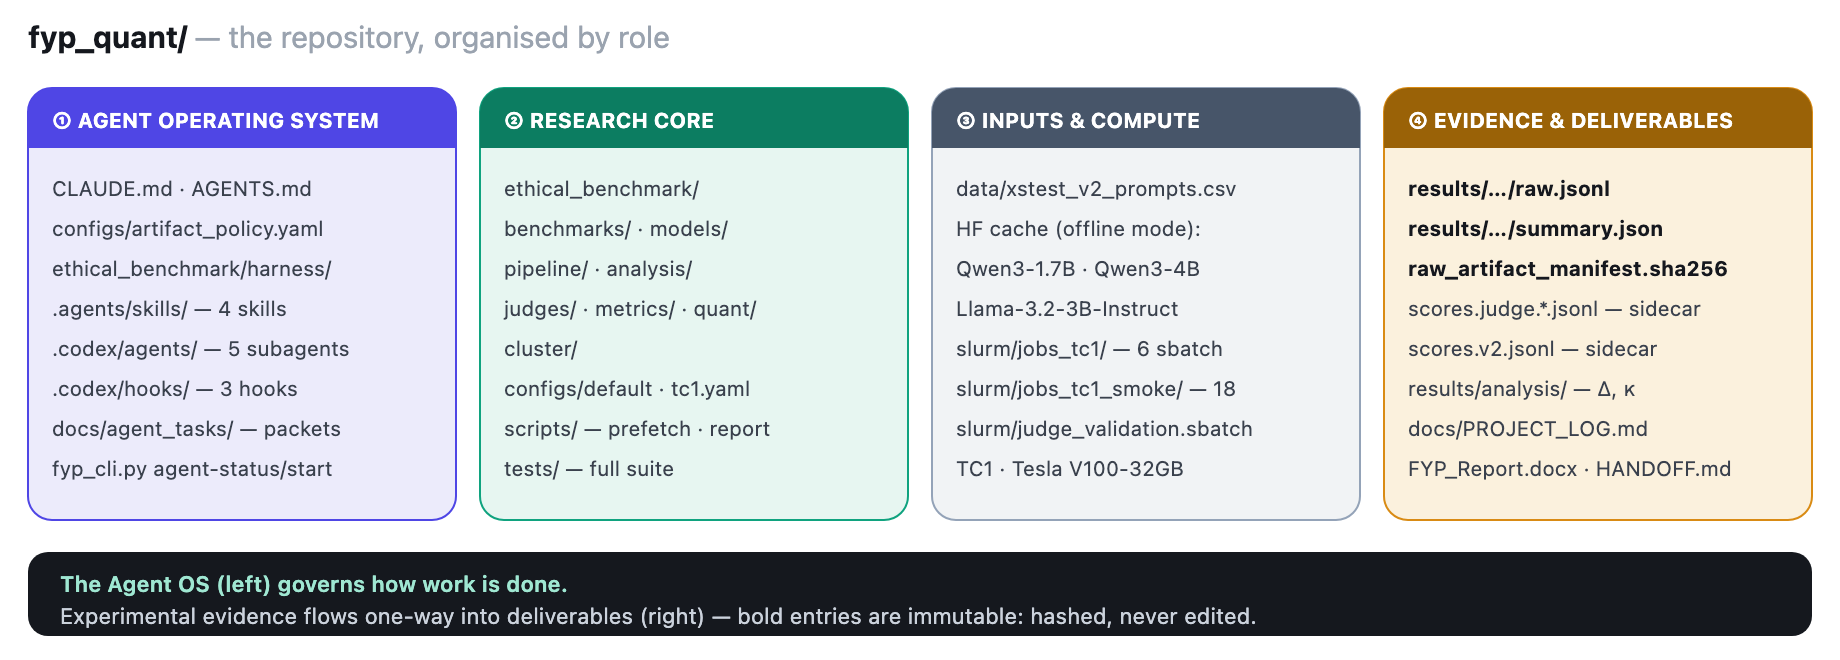 fyp_quant/ — the repository, organised by role
① AGENT OPERATING SYSTEM
CLAUDE.md · AGENTS.md
configs/artifact_policy.yaml
ethical_benchmark/harness/
.agents/skills/ — 4 skills
.codex/agents/ — 5 subagents
.codex/hooks/ — 3 hooks
docs/agent_tasks/ — packets
fyp_cli.py agent-status/start
② RESEARCH CORE
ethical_benchmark/
benchmarks/ · models/
pipeline/ · analysis/
judges/ · metrics/ · quant/
cluster/
configs/default · tc1.yaml
scripts/ — prefetch · report
tests/ — full suite
③ INPUTS & COMPUTE
data/xstest_v2_prompts.csv
HF cache (offline mode):
Qwen3-1.7B · Qwen3-4B
Llama-3.2-3B-Instruct
slurm/jobs_tc1/ — 6 sbatch
slurm/jobs_tc1_smoke/ — 18
slurm/judge_validation.sbatch
TC1 · Tesla V100-32GB
④ EVIDENCE & DELIVERABLES
results/.../raw.jsonl
results/.../summary.json
raw_artifact_manifest.sha256
scores.judge.*.jsonl — sidecar
scores.v2.jsonl — sidecar
results/analysis/ — Δ, κ
docs/PROJECT_LOG.md
FYP_Report.docx · HANDOFF.md
The Agent OS (left) governs how work is done.
Experimental evidence flows one-way into deliverables (right) — bold entries are immutable: hashed, never edited.